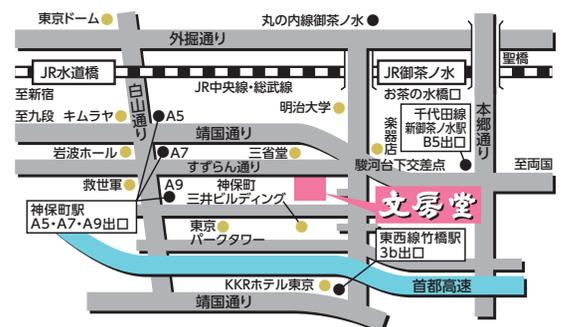 東京ドーム
丸の内線御茶ノ水
外掘通り
聖橋
JR水道橋
JR御茶ノ水
JR中央線・総武線
お茶の水橋口
至新宿
白山通り
明治大学
千代田線
新御茶ノ水駅
B5出口
本郷通り
至九段
キムラヤ
A5
楽器店
靖国通り
岩波ホール
A7
三省堂
駿河台下交差点
至両国
すずらん通り
救世軍
A9
神保町
三井ビルディング
文房堂
神保町駅
A5・A7・A9出口
東京
パークタワー
東西線竹橋駅
3b出口
KKRホテル東京
首都高速
靖国通り